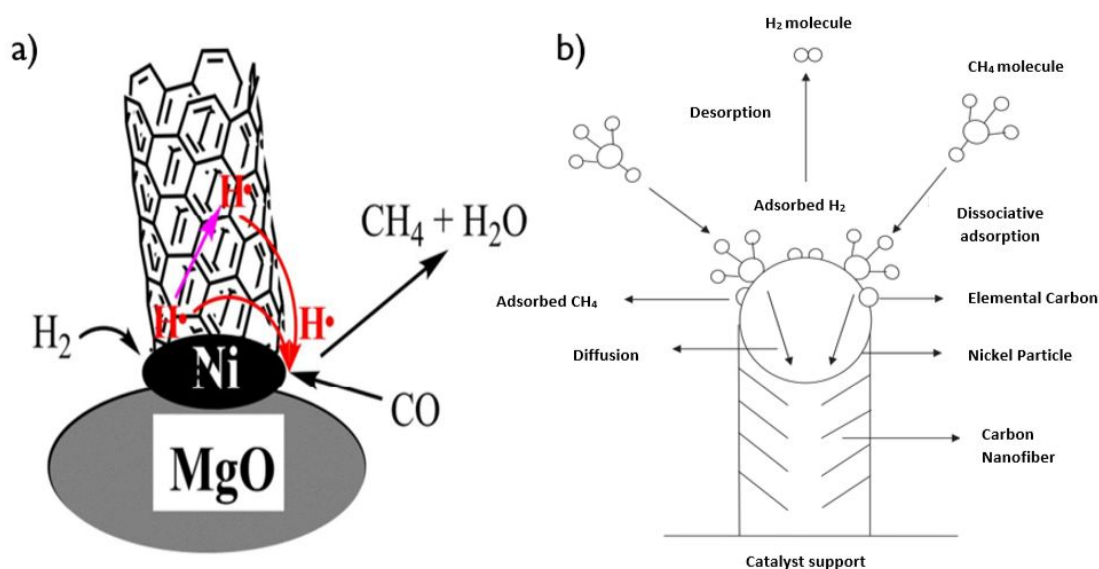 a)
H•
CH₄ + H₂O
H₂
H•
H•
Ni
CO
MgO
b)
H₂ molecule
CH₄ molecule
Desorption
Adsorbed H₂
Dissociative
adsorption
Adsorbed CH₄
Elemental Carbon
Diffusion
Nickel Particle
Carbon
Nanofiber
Catalyst support